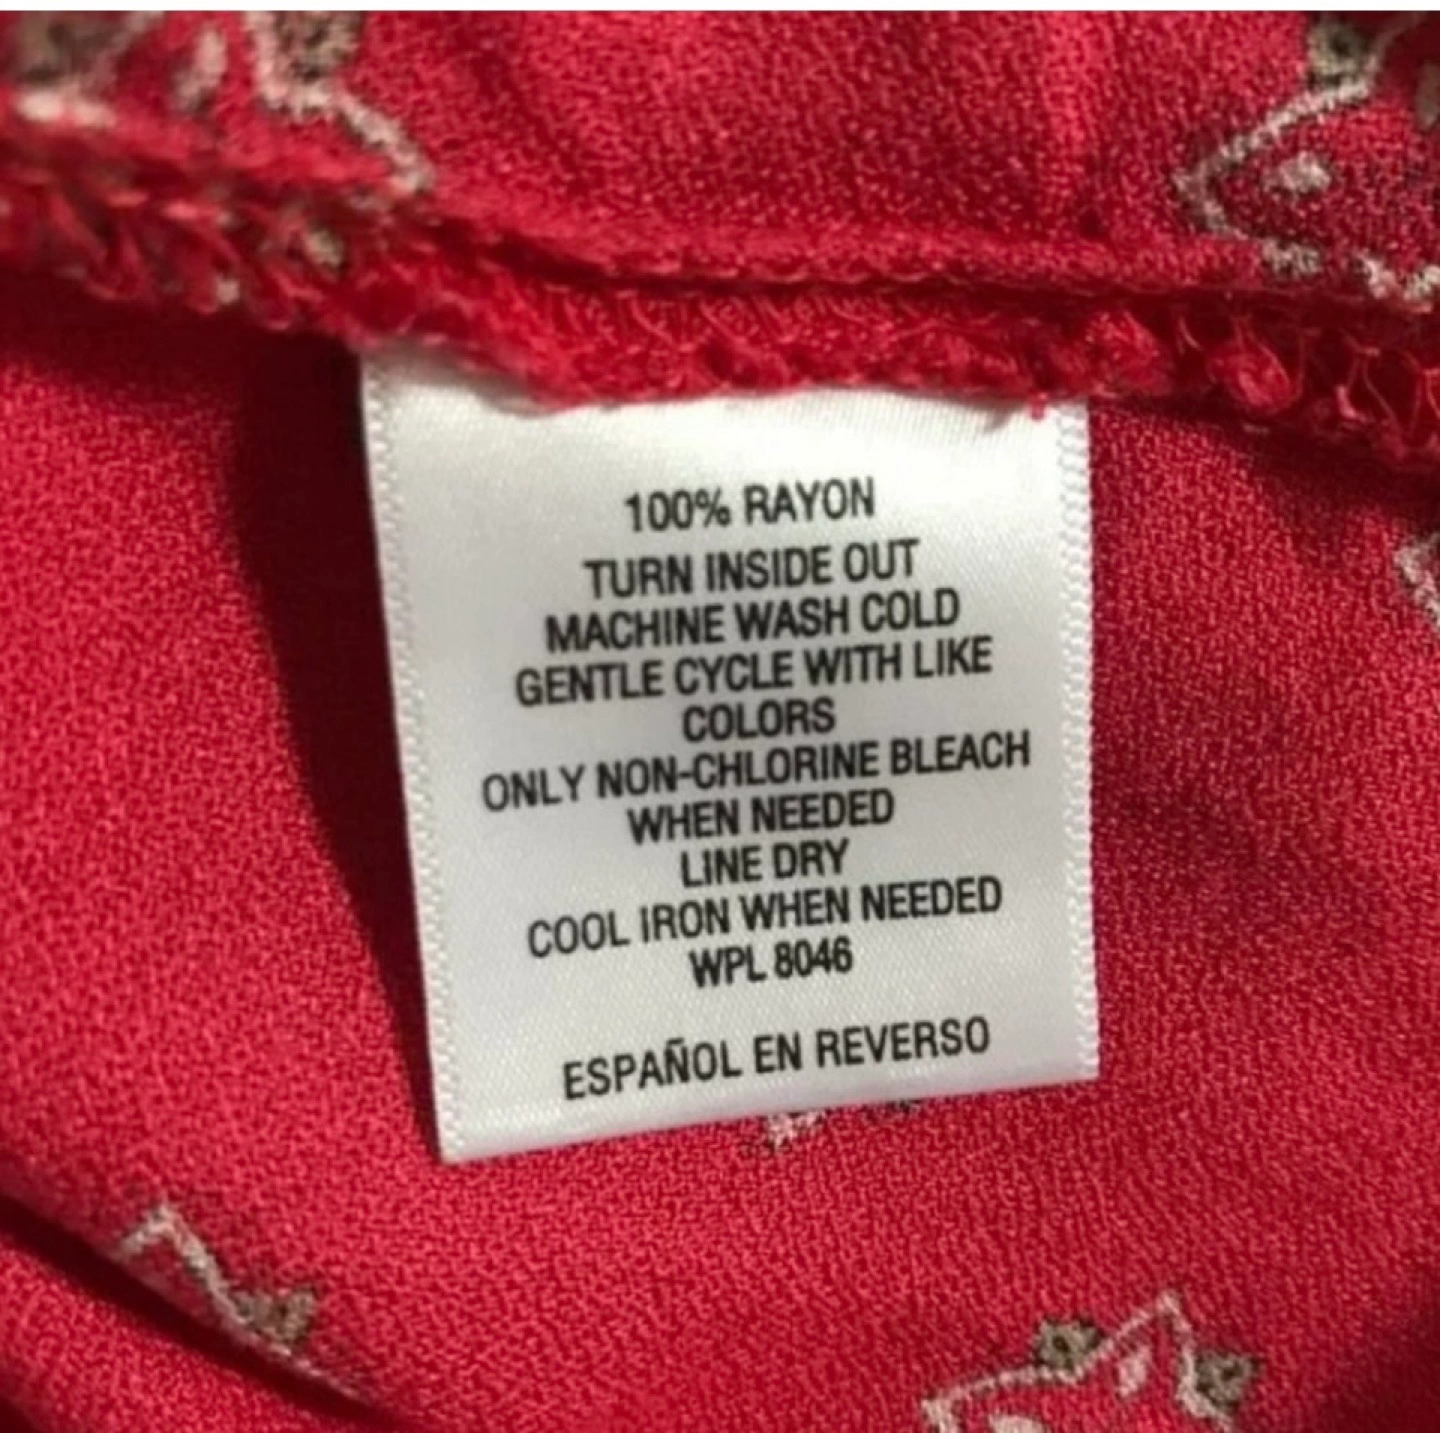 100% RAYON
TURN INSIDE OUT
MACHINE WASH COLD
GENTLE CYCLE WITH LIKE
COLORS
ONLY NON-CHLORINE BLEACH
WHEN NEEDED
LINE DRY
COOL IRON WHEN NEEDED
WPL 8046
ESPAÑOL EN REVERSO